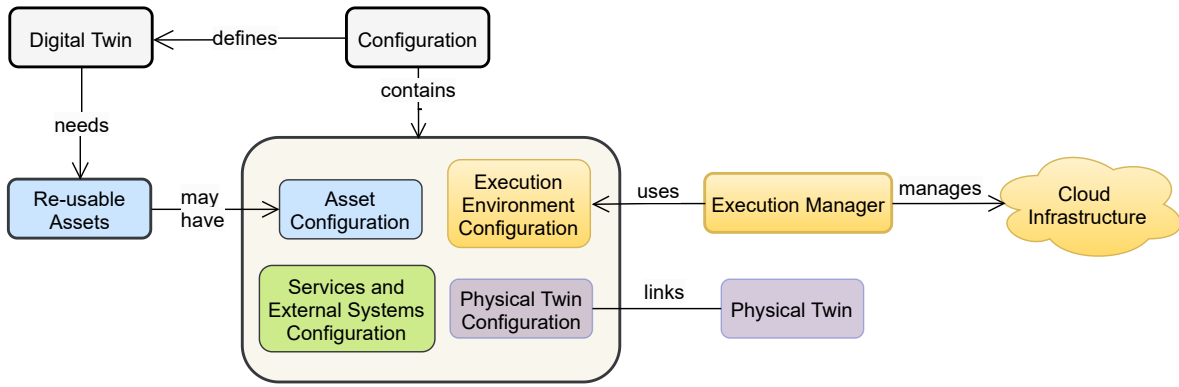 Digital Twin
defines
Configuration
contains
needs
Re-usable
Assets
may
have
Asset
Configuration
Execution
Environment
Configuration
uses
Execution Manager
manages
Cloud
Infrastructure
Services and
External Systems
Configuration
Physical Twin
Configuration
links
Physical Twin